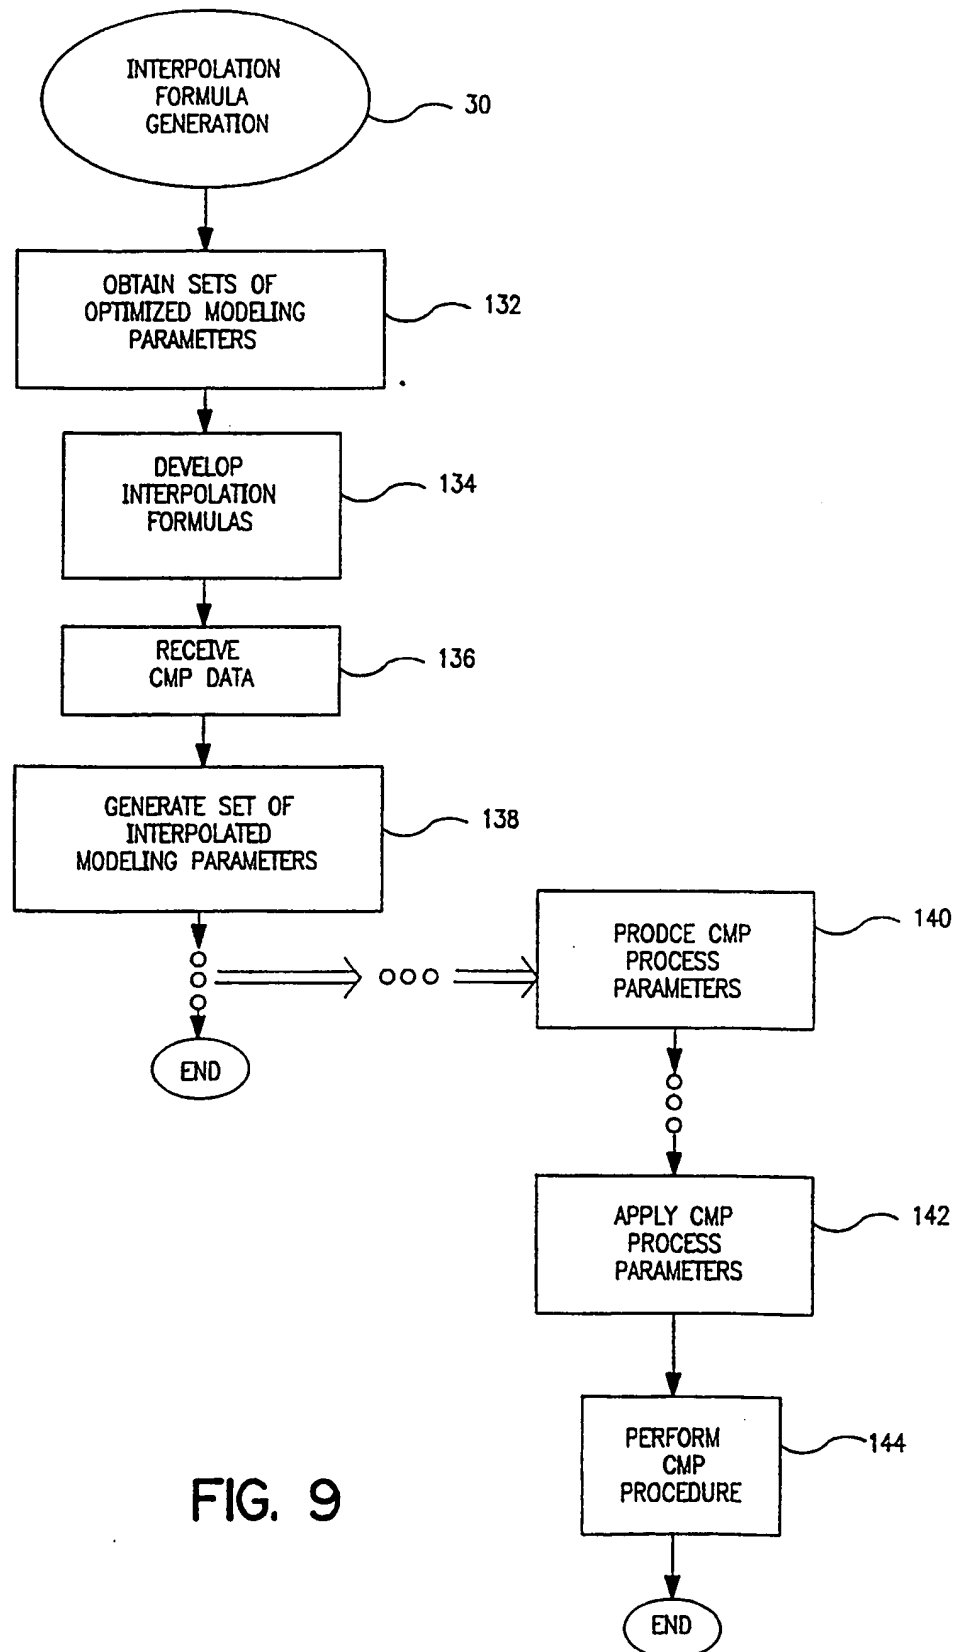 INTERPOLATION
FORMULA
GENERATION
30
OBTAIN SETS OF
OPTIMIZED MODELING
PARAMETERS
132
DEVELOP
INTERPOLATION
FORMULAS
134
RECEIVE
CMP DATA
136
GENERATE SET OF
INTERPOLATED
MODELING PARAMETERS
138
END
PRODCE CMP
PROCESS
PARAMETERS
140
APPLY CMP
PROCESS
PARAMETERS
142
PERFORM
CMP
PROCEDURE
144
END
FIG. 9